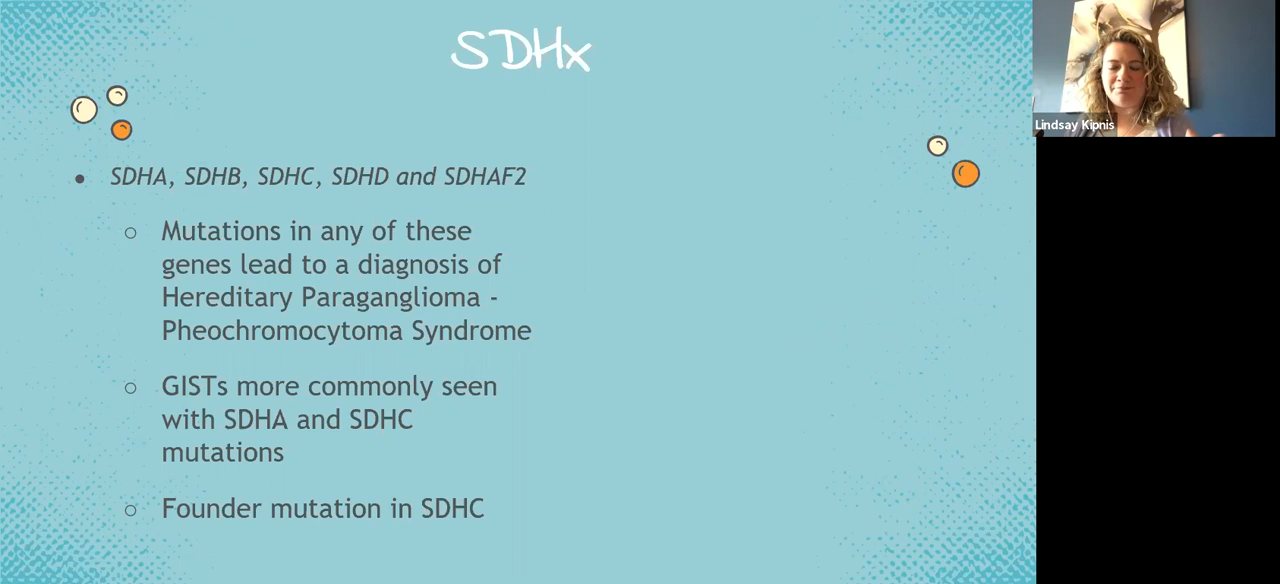 SDHx
Lindsay Kipnis
● SDHA, SDHB, SDHC, SDHD and SDHAF2
○ Mutations in any of these
genes lead to a diagnosis of
Hereditary Paraganglioma -
Pheochromocytoma Syndrome
○ GISTs more commonly seen
with SDHA and SDHC
mutations
○ Founder mutation in SDHC